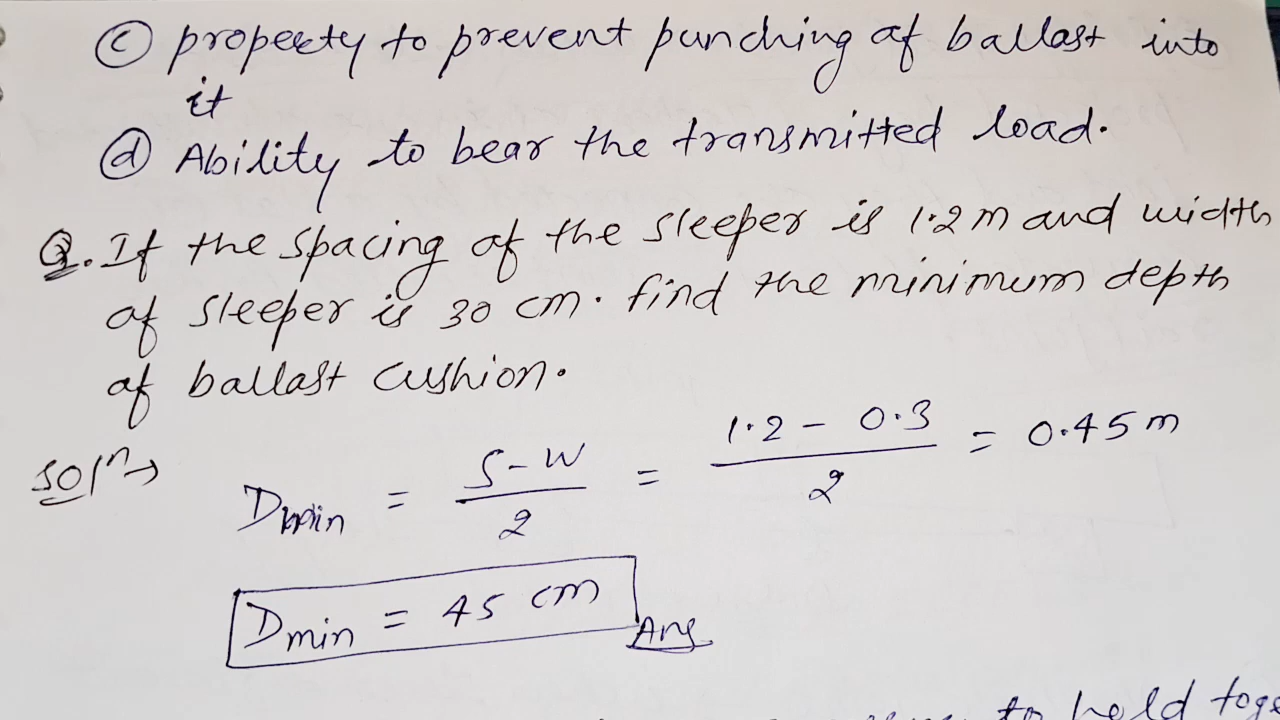 ⓒ property to prevent punching of ballast into
it
ⓓ Ability to bear the transmitted load.
Q. If the spacing of the sleeper is 1.2 m and width
of sleeper is 30 cm. find the minimum depth
of ballast cushion.
Solⁿ→
Dmin = (S-W)/2 = (1.2 - 0.3)/2 = 0.45 m
Dmin = 45 cm Ans
to held